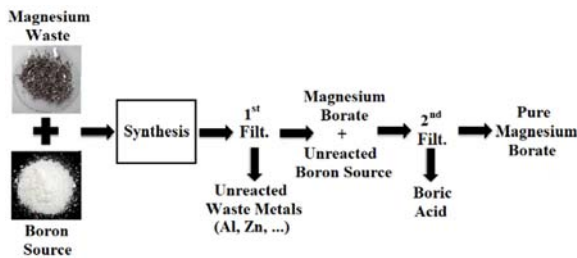 Magnesium
Waste
Boron
Source
Synthesis
1st
Filt.
Unreacted
Waste Metals
(Al, Zn, ...)
Magnesium
Borate
+
Unreacted
Boron Source
2nd
Filt.
Boric
Acid
Pure
Magnesium
Borate